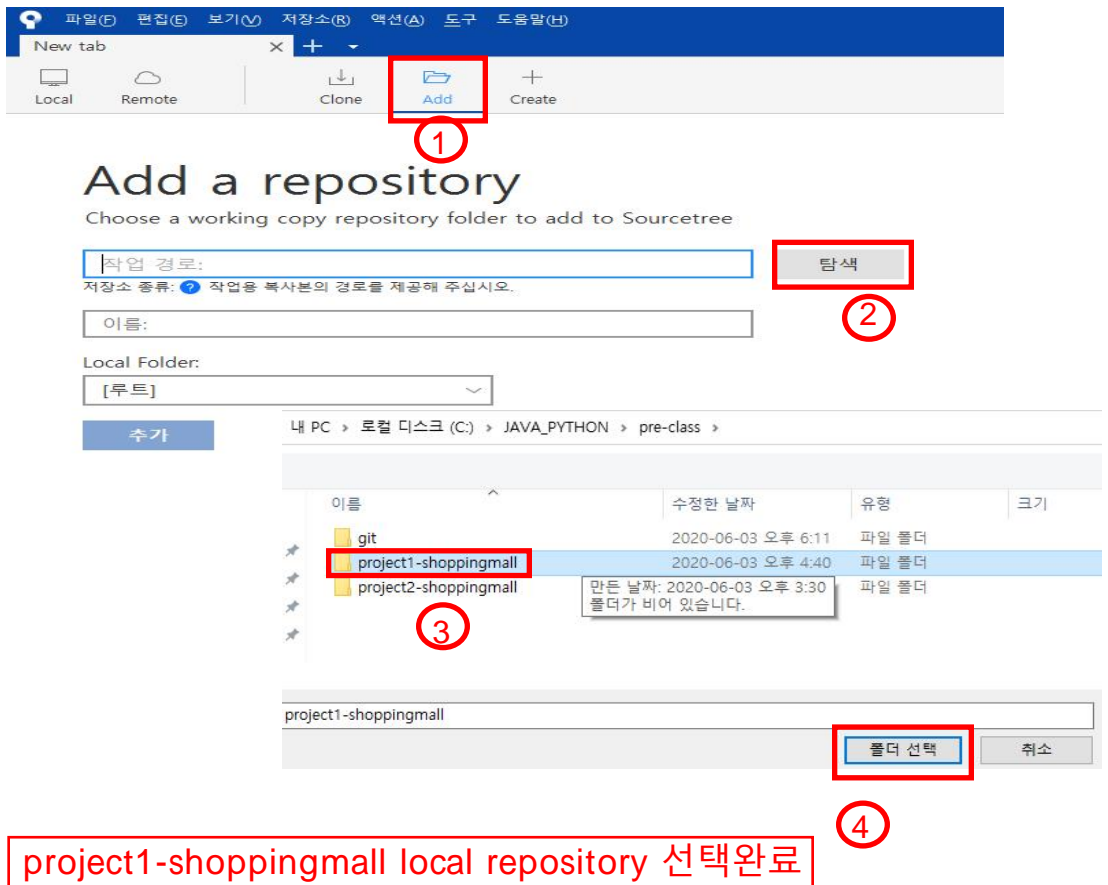 파일(F) 편집(E) 보기(V) 저장소(R) 액션(A) 도구 도움말(H)
New tab
Local Remote Clone Add Create
1
Add a repository
Choose a working copy repository folder to add to Sourcetree
작업 경로:
탐색
저장소 종류: ? 작업용 복사본의 경로를 제공해 주십시오.
2
이름:
Local Folder:
[루트]
추가
내 PC > 로컬 디스크 (C:) > JAVA_PYTHON > pre-class >
이름 수정한 날짜 유형 크기
git 2020-06-03 오후 6:11 파일 폴더
project1-shoppingmall 2020-06-03 오후 4:40 파일 폴더
project2-shoppingmall 파일 폴더
만든 날짜: 2020-06-03 오후 3:30
폴더가 비어 있습니다.
3
project1-shoppingmall
폴더 선택 취소
4
project1-shoppingmall local repository 선택완료